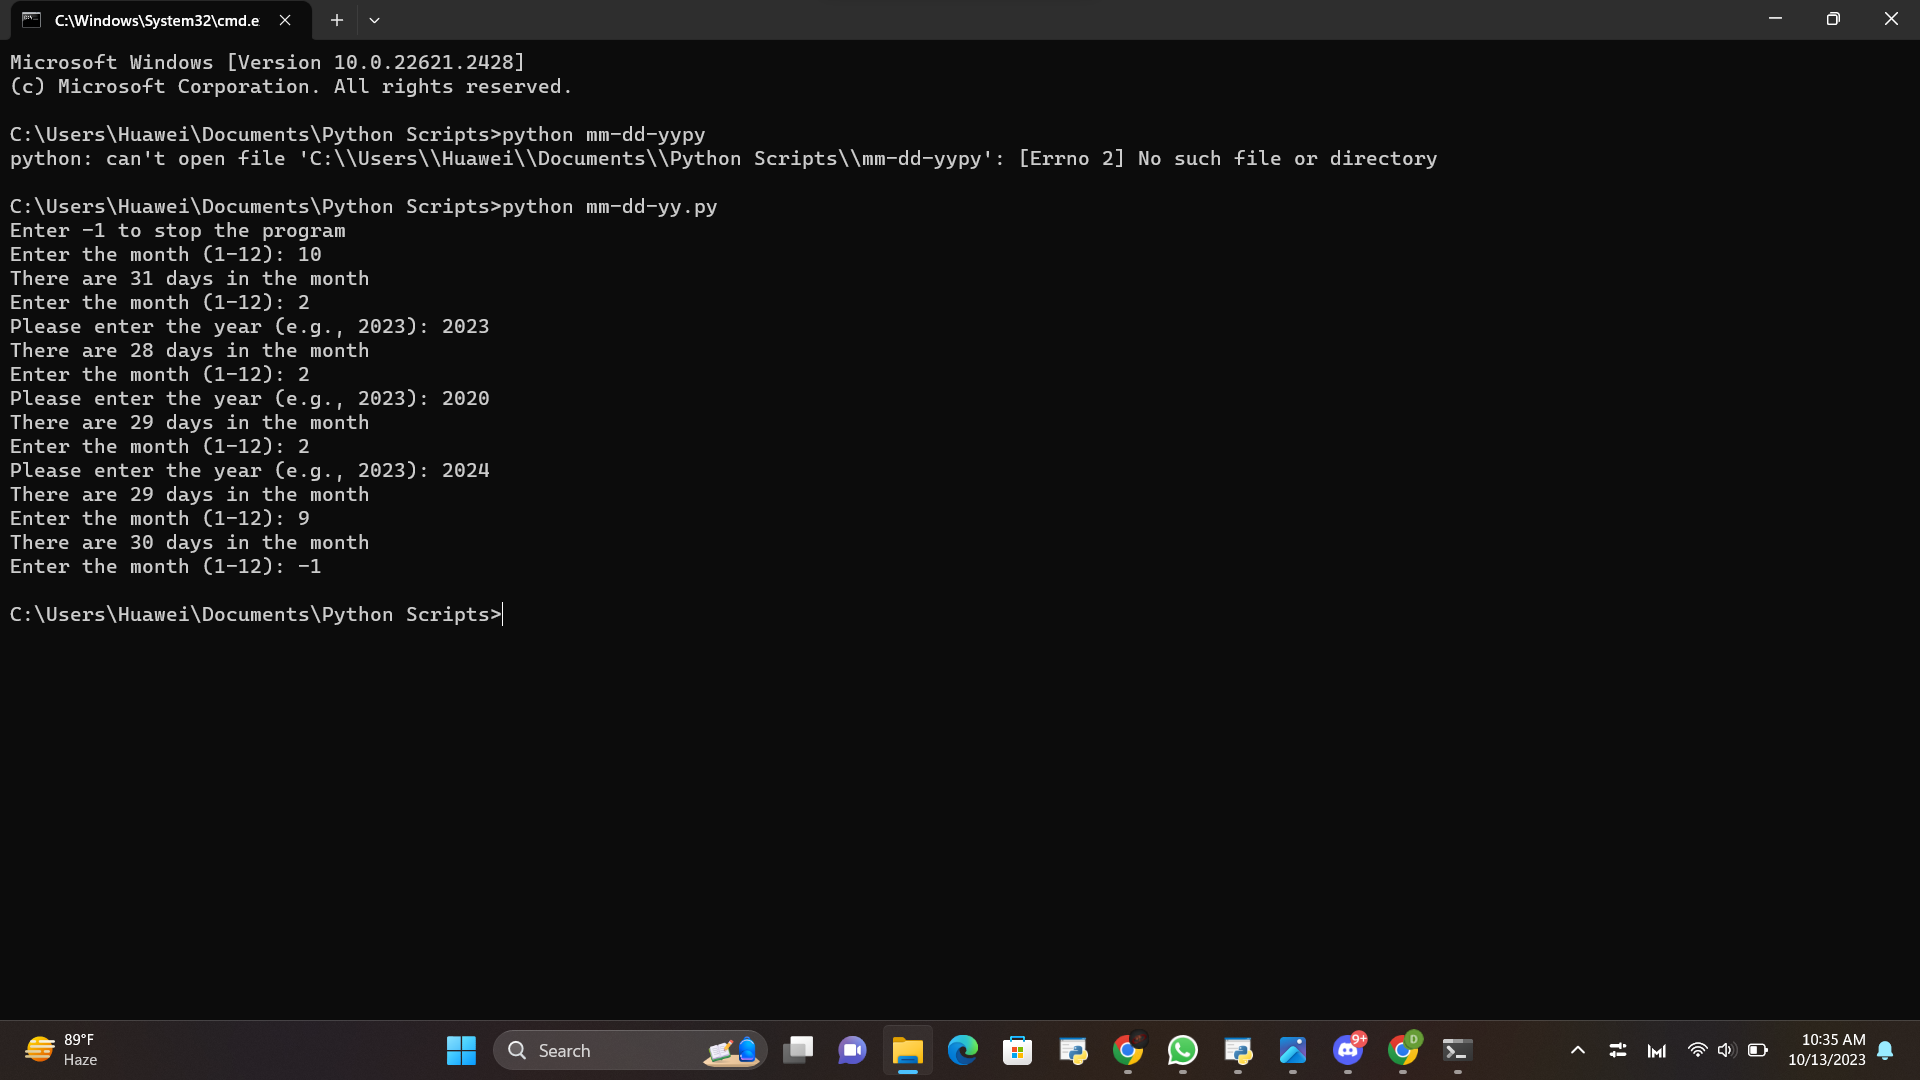 C:\Windows\System32\cmd.e
Microsoft Windows [Version 10.0.22621.2428]
(c) Microsoft Corporation. All rights reserved.
C:\Users\Huawei\Documents\Python Scripts>python mm-dd-yypy
python: can't open file 'C:\\Users\\Huawei\\Documents\\Python Scripts\\mm-dd-yypy': [Errno 2] No such file or directory
C:\Users\Huawei\Documents\Python Scripts>python mm-dd-yy.py
Enter -1 to stop the program
Enter the month (1-12): 10
There are 31 days in the month
Enter the month (1-12): 2
Please enter the year (e.g., 2023): 2023
There are 28 days in the month
Enter the month (1-12): 2
Please enter the year (e.g., 2023): 2020
There are 29 days in the month
Enter the month (1-12): 2
Please enter the year (e.g., 2023): 2024
There are 29 days in the month
Enter the month (1-12): 9
There are 30 days in the month
Enter the month (1-12): -1
C:\Users\Huawei\Documents\Python Scripts>
89°F
Haze
Search
9+
D
10:35 AM
10/13/2023